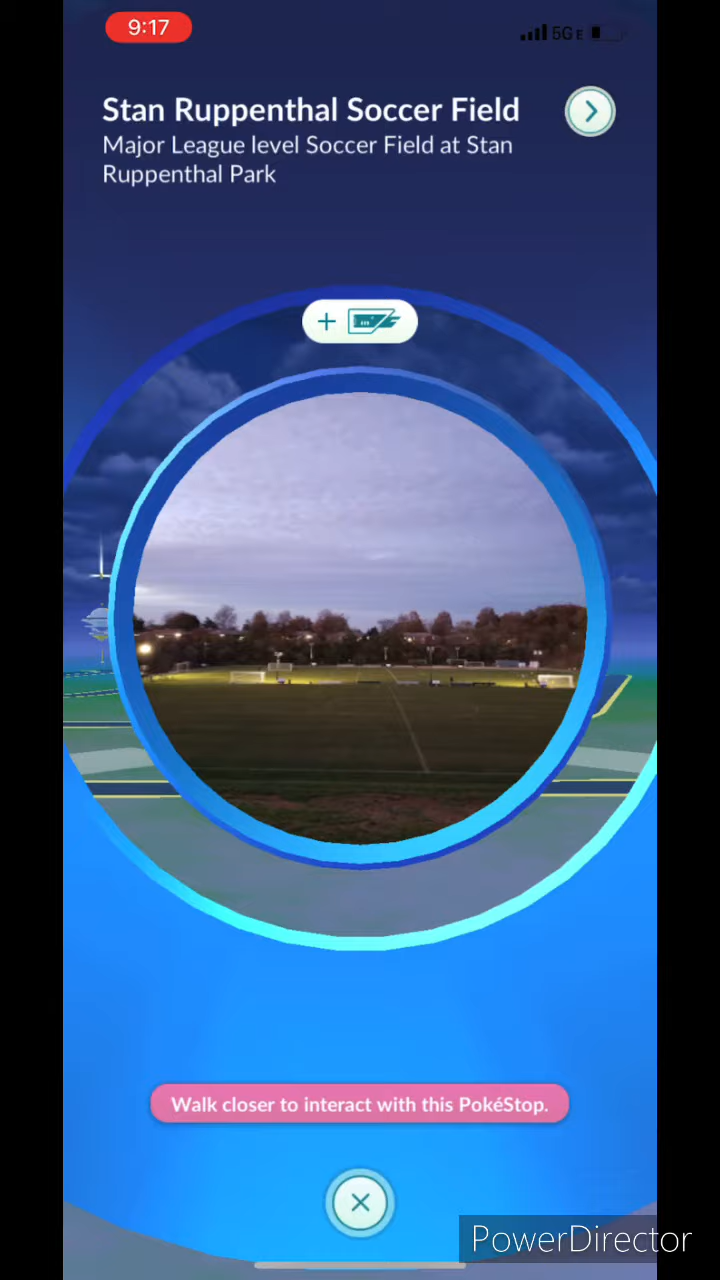 9:17
5G E
Stan Ruppenthal Soccer Field
Major League level Soccer Field at Stan
Ruppenthal Park
Walk closer to interact with this PokéStop.
PowerDirector